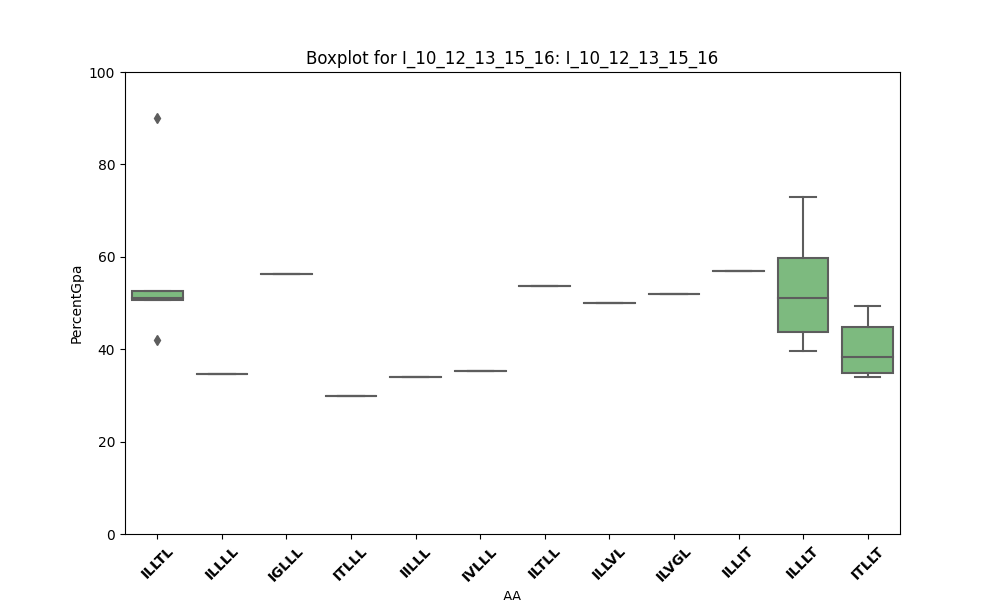 Boxplot for I_10_12_13_15_16: I_10_12_13_15_16
100
80
60
40
20
0
PercentGpa
ILLTL
ILLLL
IGLLL
ITLLL
IILLL
IVLLL
ILTLL
ILLVL
ILVGL
ILLIT
ILLLT
ITLLT
AA